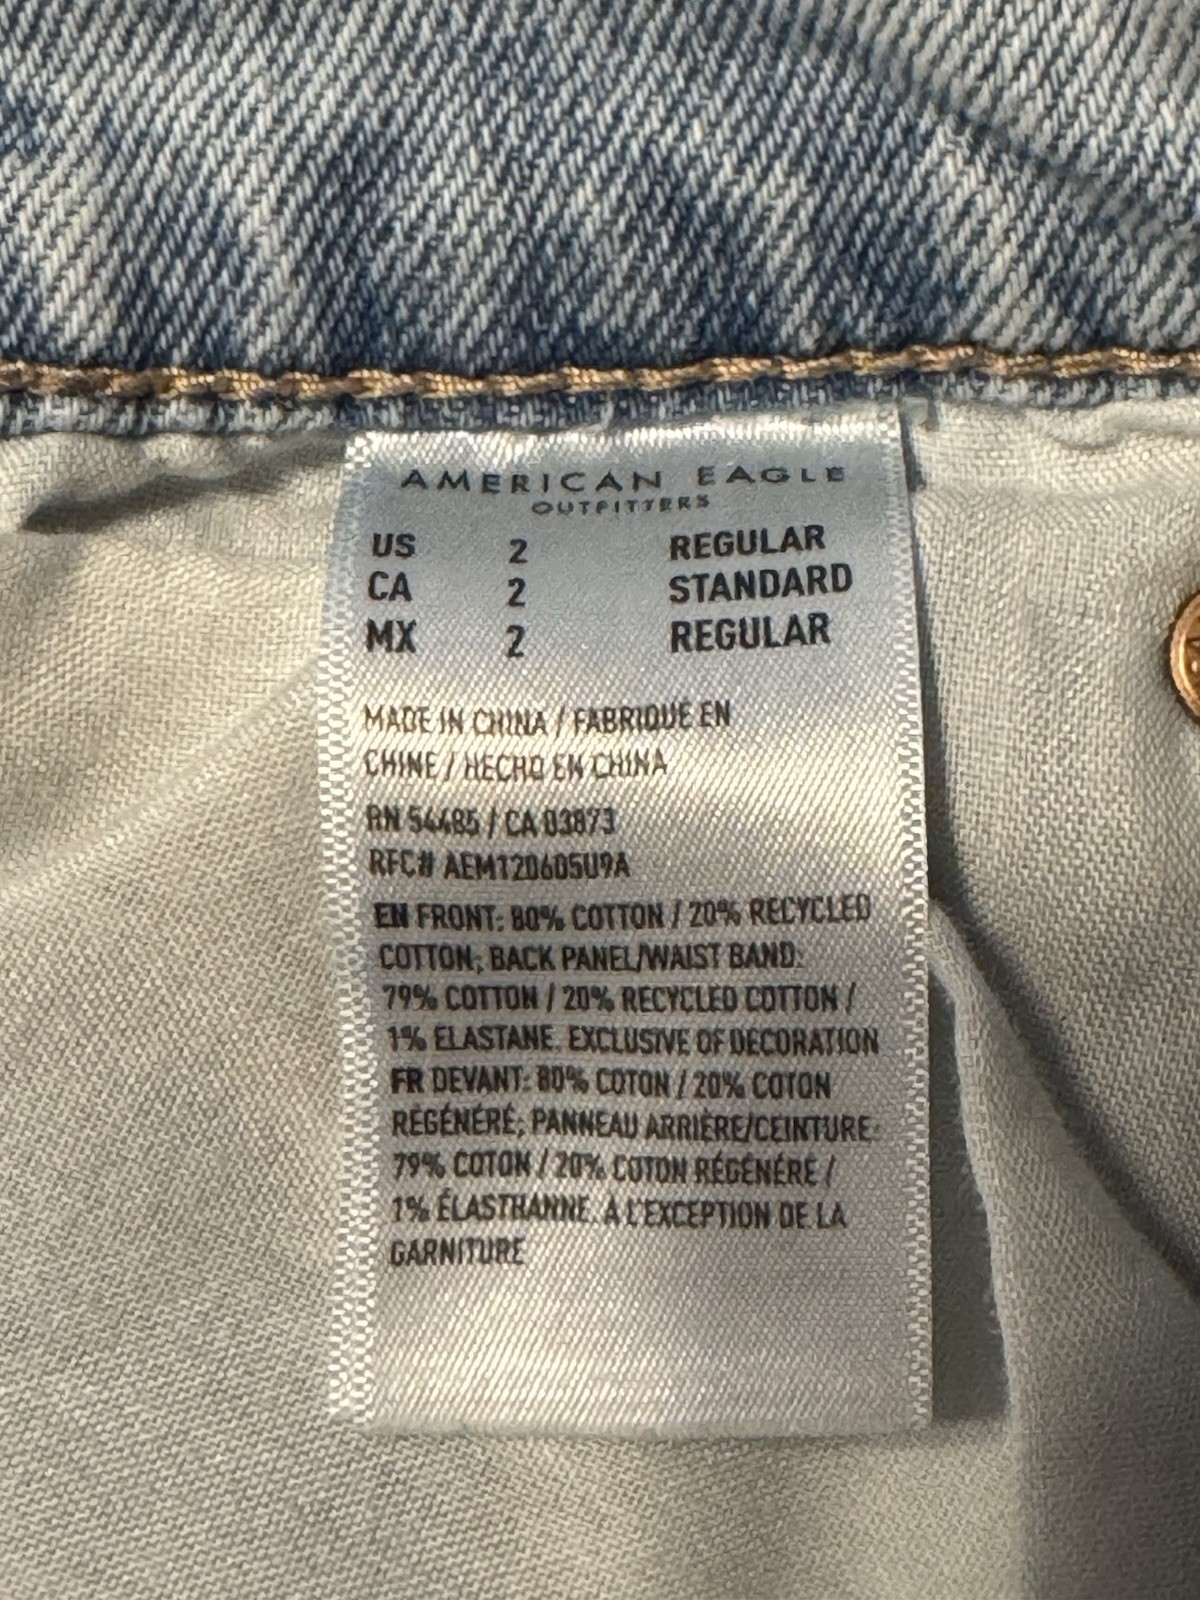 AMERICAN EAGLE
OUTFITTERS
US 2 REGULAR
CA 2 STANDARD
MX 2 REGULAR
MADE IN CHINA / FABRIQUÉ EN
CHINE / HECHO EN CHINA
RN 54485 / CA 03873
RFC# AEM120605U9A
EN FRONT: 80% COTTON / 20% RECYCLED
COTTON; BACK PANEL/WAIST BAND:
79% COTTON / 20% RECYCLED COTTON /
1% ELASTANE. EXCLUSIVE OF DECORATION
FR DEVANT: 80% COTON / 20% COTON
RÉGÉNÉRÉ; PANNEAU ARRIÈRE/CEINTURE:
79% COTON / 20% COTON RÉGÉNÉRÉ /
1% ÉLASTHANNE. À L'EXCEPTION DE LA
GARNITURE